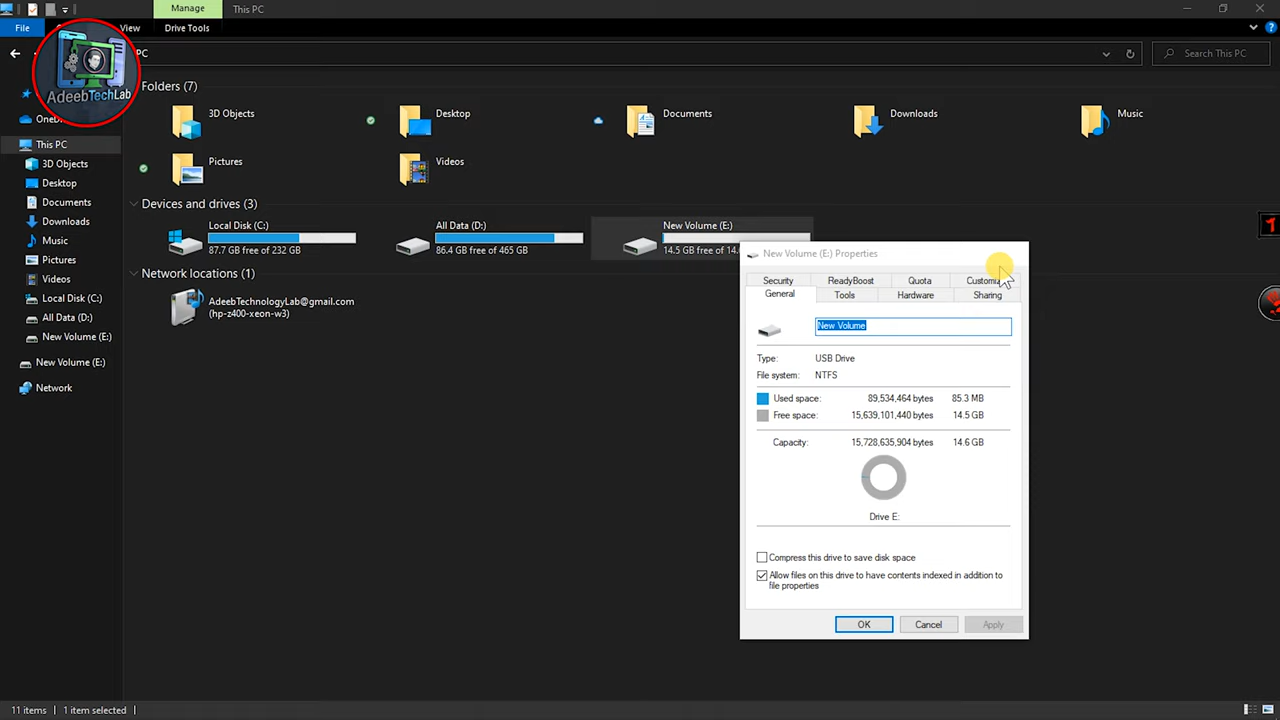 Manage
This PC
File
View
Drive Tools
PC
Search This PC
AdeebTechLab
Folders (7)
3D Objects
Desktop
Documents
Downloads
Music
Pictures
Videos
This PC
3D Objects
Desktop
Documents
Downloads
Music
Pictures
Videos
Local Disk (C:)
All Data (D:)
New Volume (E:)
New Volume (E:)
Network
Devices and drives (3)
Local Disk (C:)
87.7 GB free of 232 GB
All Data (D:)
86.4 GB free of 465 GB
New Volume (E:)
14.5 GB free of
Network locations (1)
AdeebTechnologyLab@gmail.com
(hp-z400-xeon-w3)
New Volume (E:) Properties
Security
ReadyBoost
Quota
General
Tools
Hardware
Sharing
New Volume
Type: USB Drive
File system: NTFS
Used space: 89,534,464 bytes 85.3 MB
Free space: 15,639,101,440 bytes 14.5 GB
Capacity: 15,728,635,904 bytes 14.6 GB
Drive E:
Compress this drive to save disk space
Allow files on this drive to have contents indexed in addition to
file properties
OK
Cancel
Apply
11 items
1 item selected